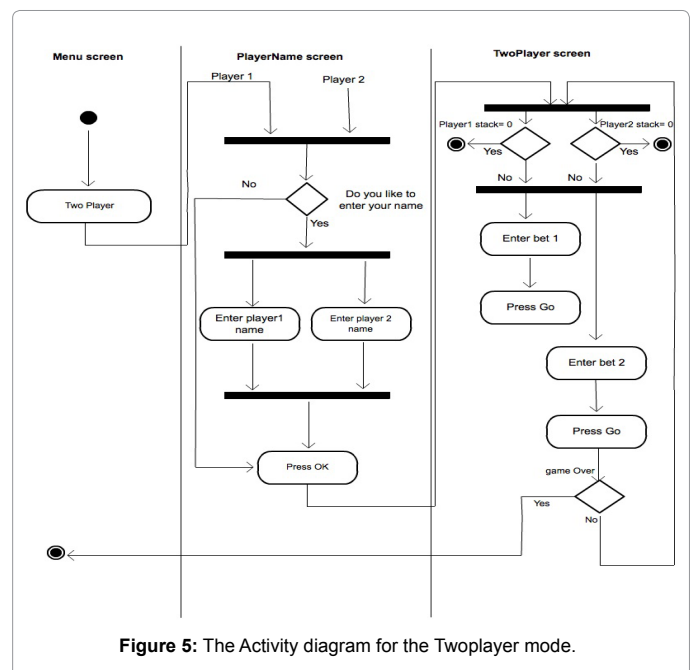 Menu screen
PlayerName screen
TwoPlayer screen
Player 1
Player 2
Two Player
No
Do you like to
enter your name
Yes
Enter player1
name
Enter player 2
name
Press OK
Player1 stack= 0
Player2 stack= 0
Yes
Yes
No
No
Enter bet 1
Press Go
Enter bet 2
Press Go
game Over
Yes
No
Figure 5: The Activity diagram for the Twoplayer mode.